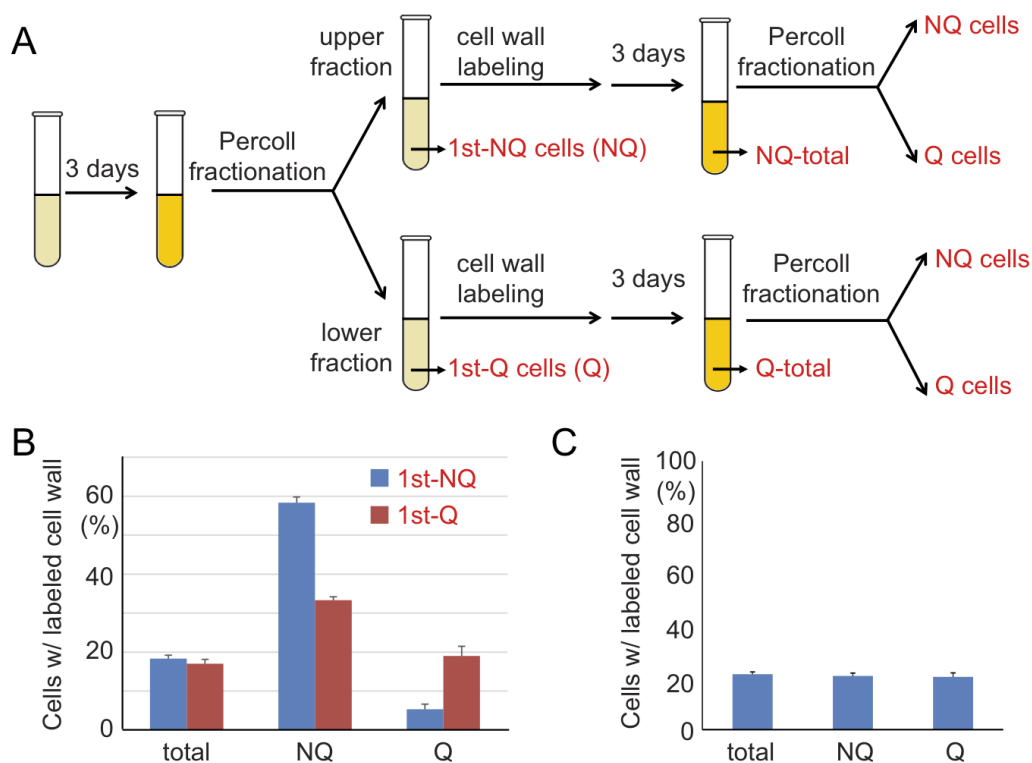 A
3 days
Percoll
fractionation
upper
fraction
cell wall
labeling
3 days
Percoll
fractionation
NQ cells
1st-NQ cells (NQ)
NQ-total
Q cells
lower
fraction
cell wall
labeling
3 days
Percoll
fractionation
NQ cells
1st-Q cells (Q)
Q-total
Q cells
B
Cells w/ labeled cell wall
(%)
60
40
20
0
1st-NQ
1st-Q
total
NQ
Q
C
Cells w/ labeled cell wall
100
(%)
80
60
40
20
0
total
NQ
Q